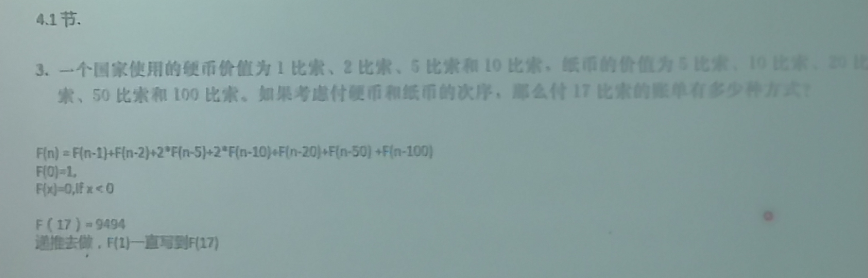 4.1节.
3. 一个国家使用的硬币价值为 1 比索、2 比索、5 比索和 10 比索，纸币的价值为 5 比索、10 比索、20 比
索、50 比索和 100 比索。如果考虑付硬币和纸币的次序，那么付 17 比索的账单有多少种方式？
F(n) = F(n-1)+F(n-2)+2*F(n-5)+2*F(n-10)+F(n-20)+F(n-50) +F(n-100)
F(0)=1,
F(x)=0,If x < 0
F ( 17 ) = 9494
递推去做，F(1)一直写到F(17)